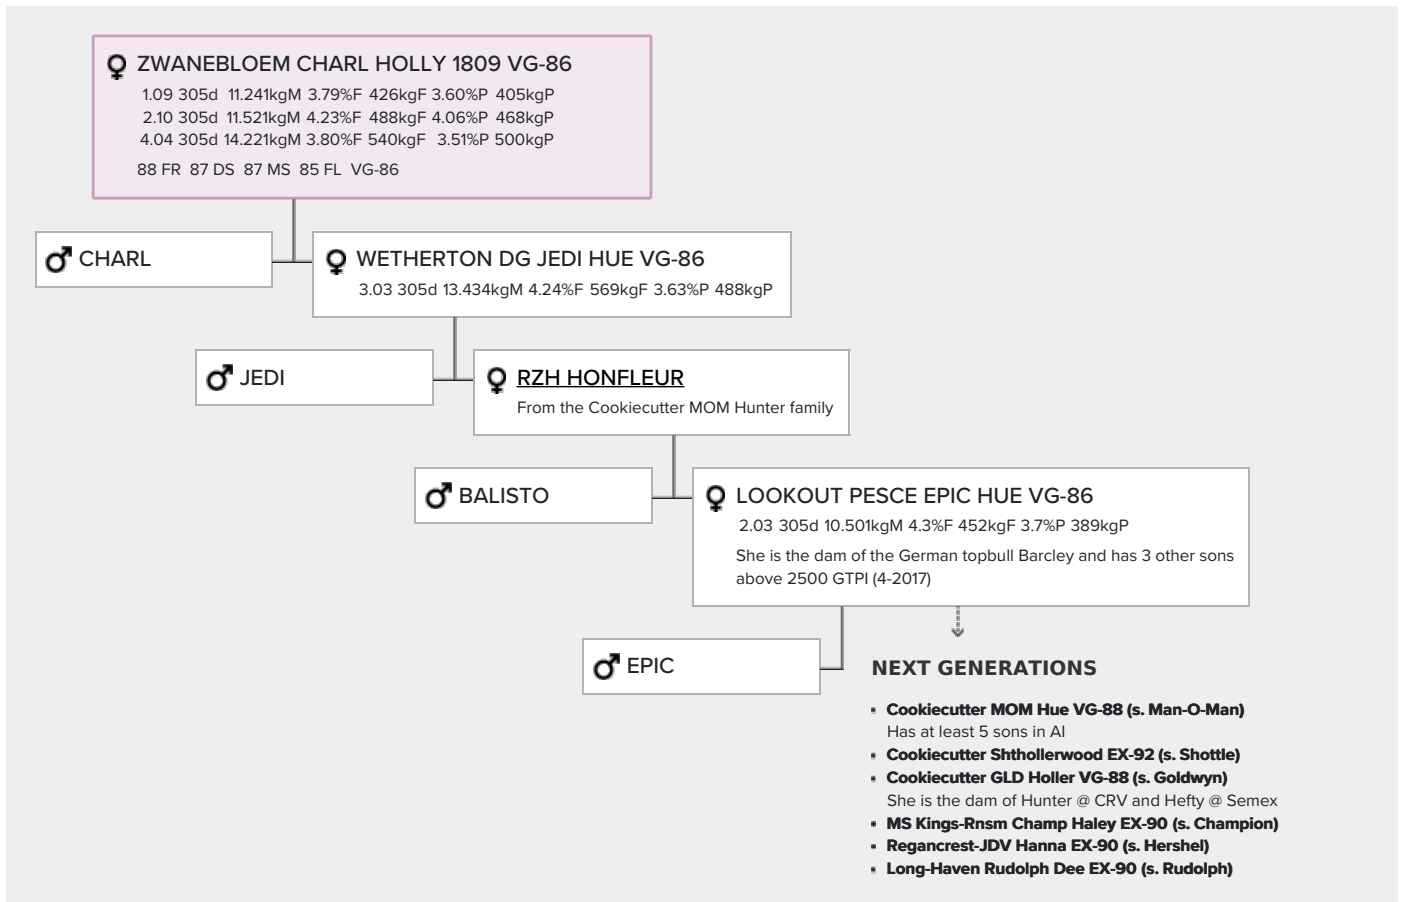 ZWANEBLOEM CHARL HOLLY 1809 VG-86
1.09 305d 11.241kgM 3.79%F 426kgF 3.60%P 405kgP
2.10 305d 11.521kgM 4.23%F 488kgF 4.06%P 468kgP
4.04 305d 14.221kgM 3.80%F 540kgF 3.51%P 500kgP
88 FR 87 DS 87 MS 85 FL VG-86
CHARL
WETHERTON DG JEDI HUE VG-86
3.03 305d 13.434kgM 4.24%F 569kgF 3.63%P 488kgP
JEDI
RZH HONFLEUR
From the Cookiecutter MOM Hunter family
BALISTO
LOOKOUT PESCE EPIC HUE VG-86
2.03 305d 10.501kgM 4.3%F 452kgF 3.7%P 389kgP
She is the dam of the German topbull Barcley and has 3 other sons
above 2500 GTPI (4-2017)
EPIC
NEXT GENERATIONS
Cookiecutter MOM Hue VG-88 (s. Man-O-Man)
Has at least 5 sons in AI
Cookiecutter Shthollerwood EX-92 (s. Shottle)
Cookiecutter GLD Holler VG-88 (s. Goldwyn)
She is the dam of Hunter @ CRV and Hefty @ Semex
MS Kings-Rnsm Champ Haley EX-90 (s. Champion)
Regancrest-JDV Hanna EX-90 (s. Hershel)
Long-Haven Rudolph Dee EX-90 (s. Rudolph)